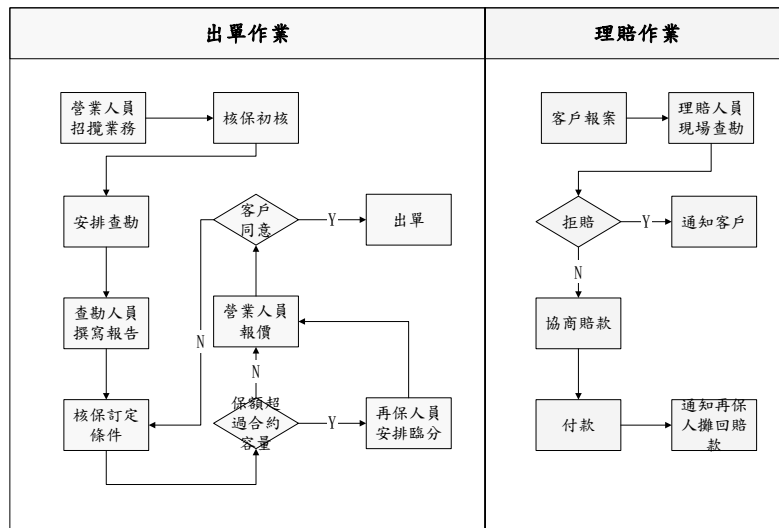 出單作業
營業人員
招攬業務
核保初核
安排查勘
客戶
同意
Y
出單
查勘人員
撰寫報告
N
營業人員
報價
N
核保訂定
條件
保額超
過合約
容量
Y
再保人員
安排臨分
理賠作業
客戶報案
理賠人員
現場查勘
拒賠
Y
通知客戶
N
協商賠款
付款
通知再保
人攤回賠
款